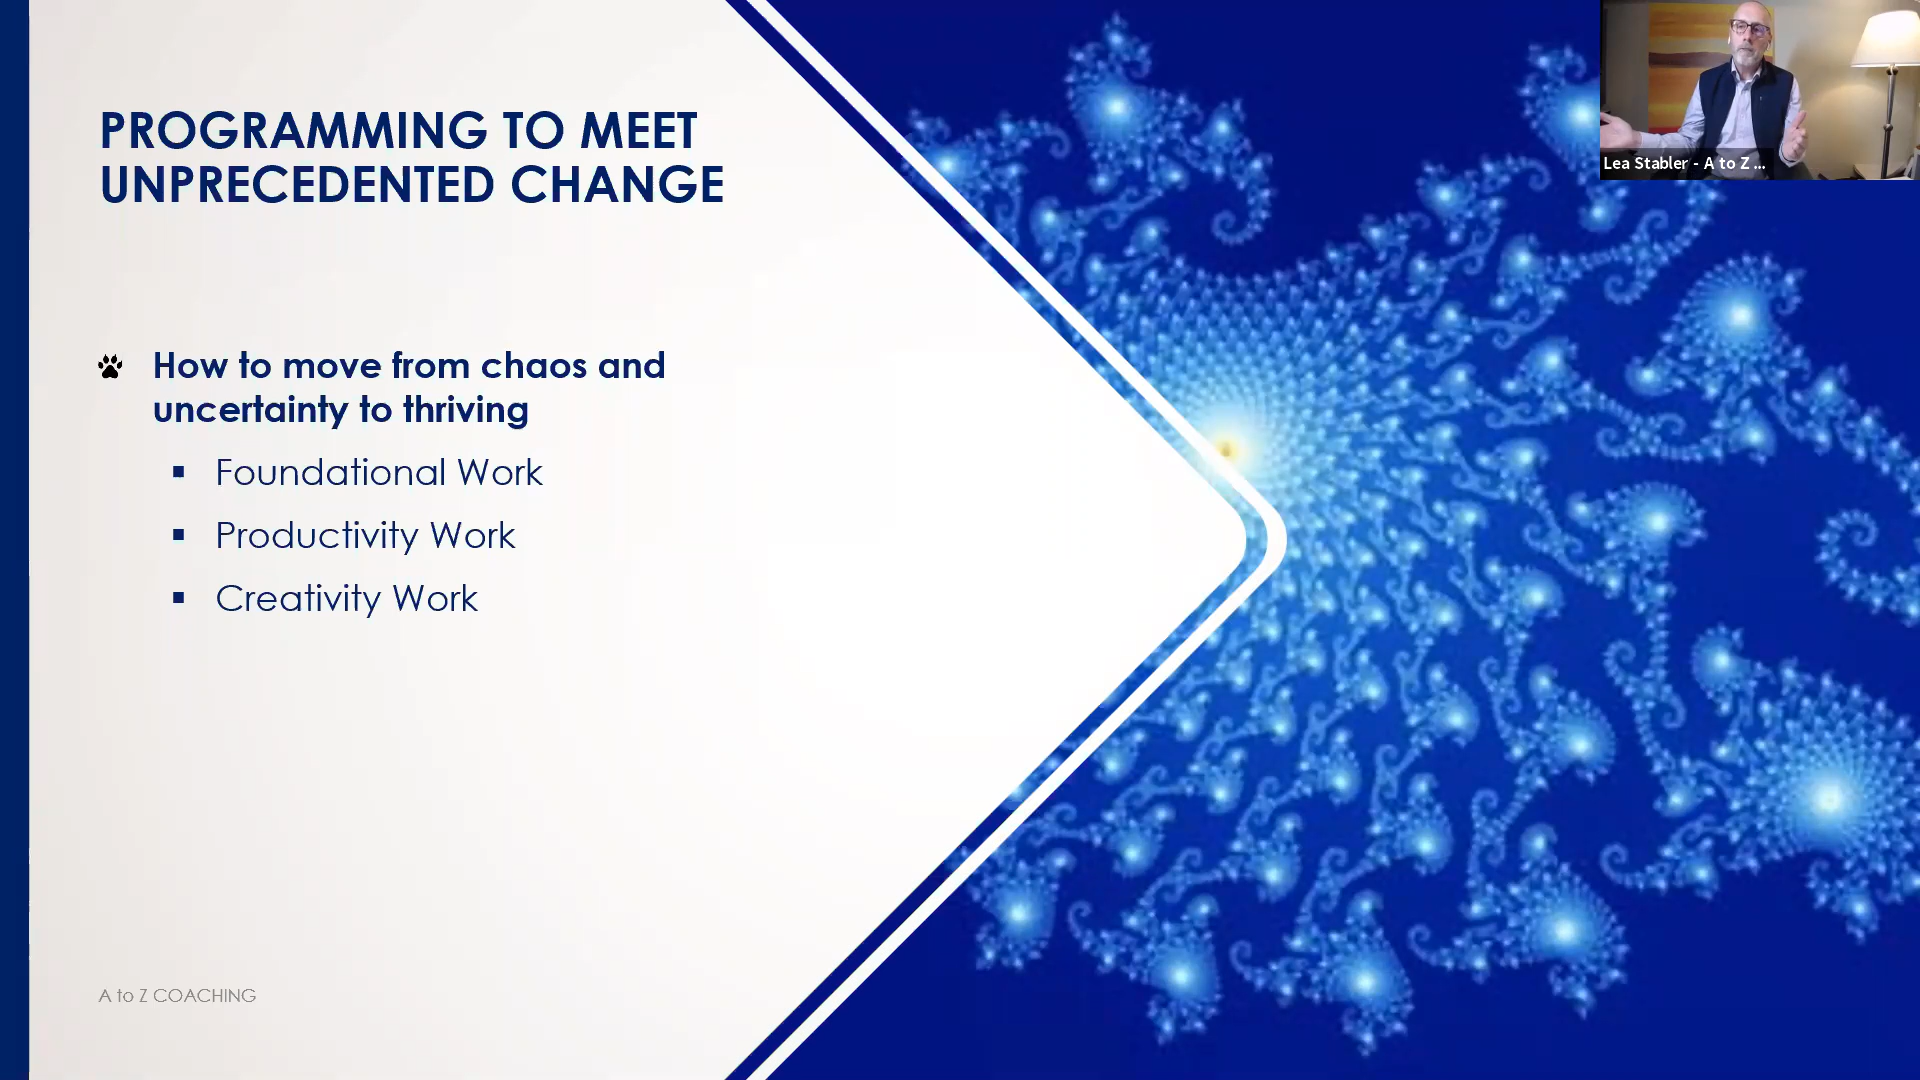 PROGRAMMING TO MEET
UNPRECEDENTED CHANGE
Lea Stabler - A to Z ...
How to move from chaos and
uncertainty to thriving
Foundational Work
Productivity Work
Creativity Work
A to Z COACHING